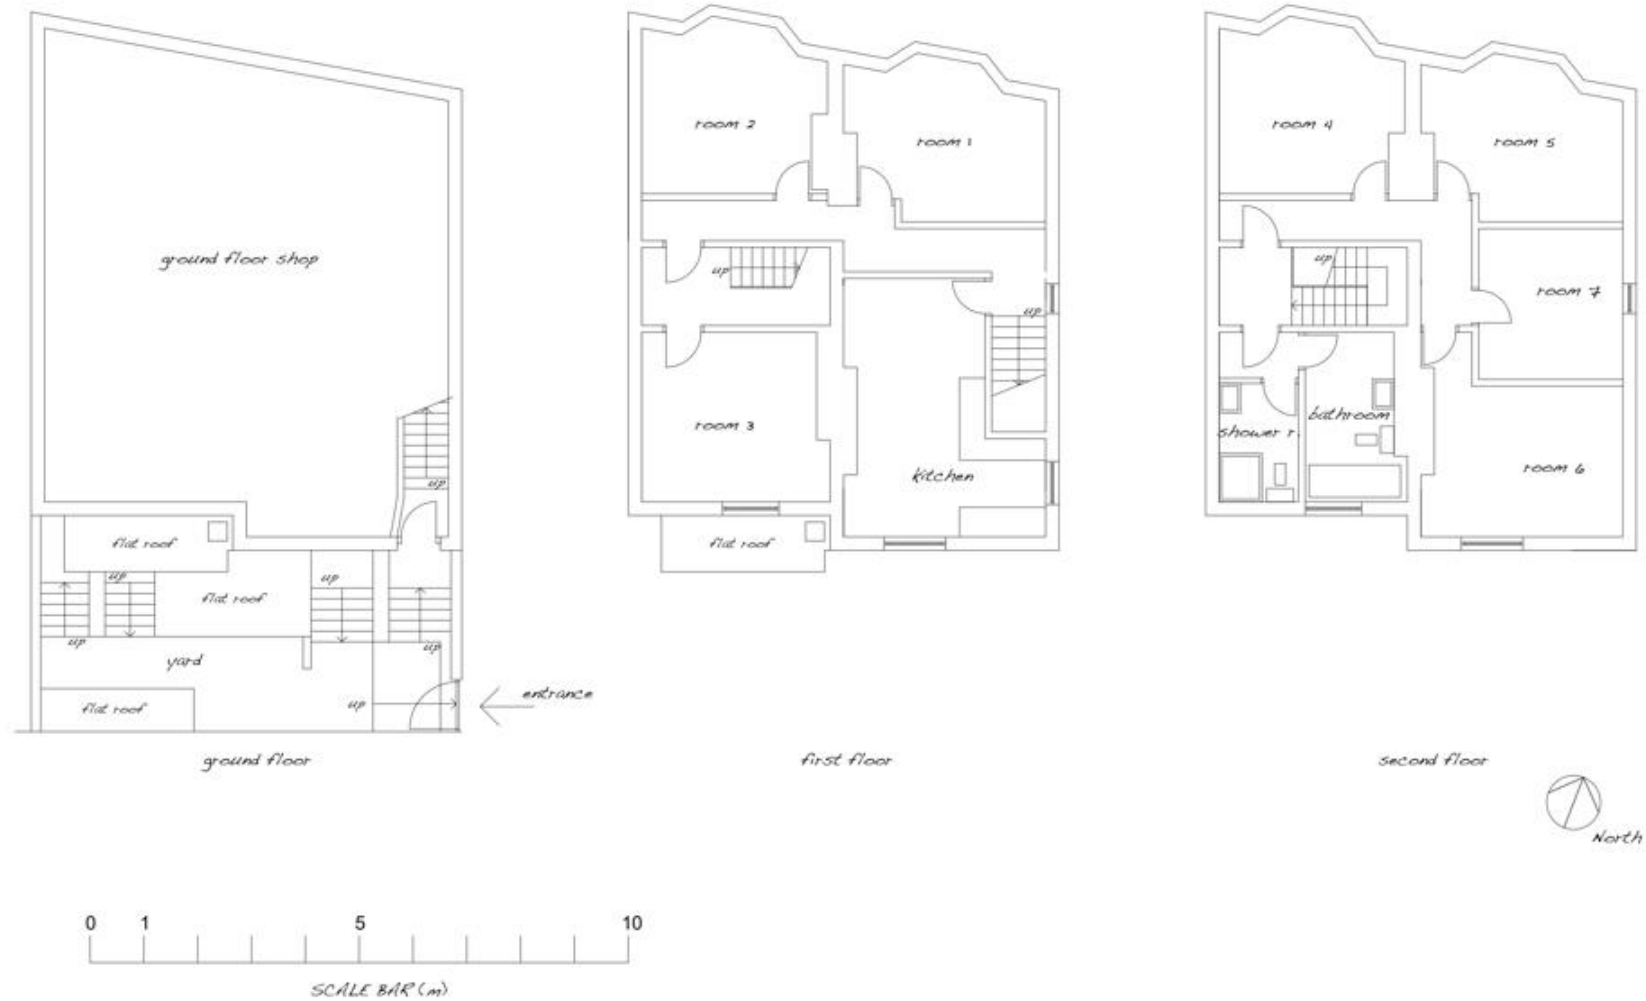 room 2
room 1
room 4
room 5
ground floor shop
up
up
room 7
up
room 3
bathroom
shower r.
kitchen
room 6
up
flat roof
flat roof
up
up
flat roof
up
up
yard
up
entrance
flat roof
ground floor
first floor
second floor
North
0 1 5 10
SCALE BAR (m)